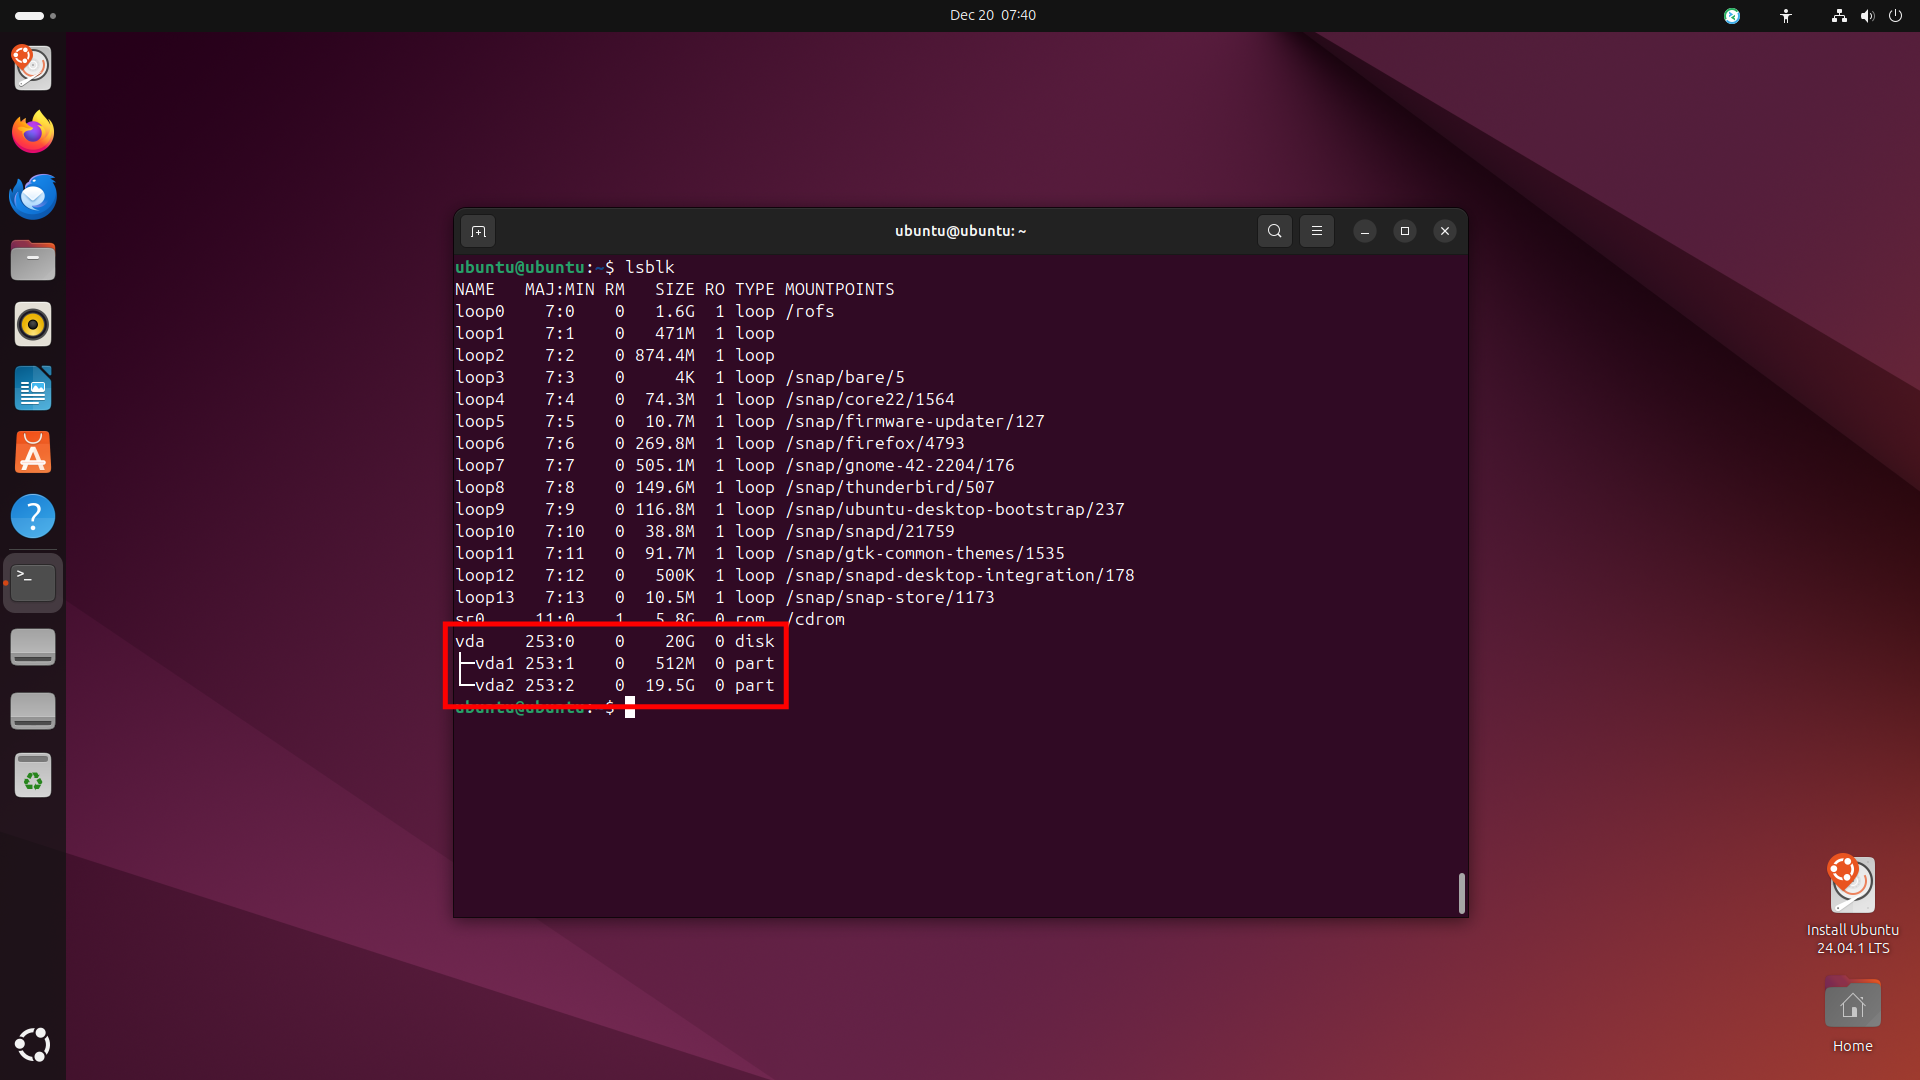 Dec 20  07:40
ubuntu@ubuntu: ~
ubuntu@ubuntu:~$ lsblk
NAME   MAJ:MIN RM   SIZE RO TYPE MOUNTPOINTS
loop0    7:0    0   1.6G  1 loop /rofs
loop1    7:1    0   471M  1 loop
loop2    7:2    0 874.4M  1 loop
loop3    7:3    0     4K  1 loop /snap/bare/5
loop4    7:4    0  74.3M  1 loop /snap/core22/1564
loop5    7:5    0  10.7M  1 loop /snap/firmware-updater/127
loop6    7:6    0 269.8M  1 loop /snap/firefox/4793
loop7    7:7    0 505.1M  1 loop /snap/gnome-42-2204/176
loop8    7:8    0 149.6M  1 loop /snap/thunderbird/507
loop9    7:9    0 116.8M  1 loop /snap/ubuntu-desktop-bootstrap/237
loop10   7:10   0  38.8M  1 loop /snap/snapd/21759
loop11   7:11   0  91.7M  1 loop /snap/gtk-common-themes/1535
loop12   7:12   0   500K  1 loop /snap/snapd-desktop-integration/178
loop13   7:13   0  10.5M  1 loop /snap/snap-store/1173
sr0     11:0    1   5.8G  0 rom  /cdrom
vda    253:0    0    20G  0 disk
├─vda1 253:1    0   512M  0 part
└─vda2 253:2    0  19.5G  0 part
ubuntu@ubuntu:~$
Install Ubuntu
24.04.1 LTS
Home